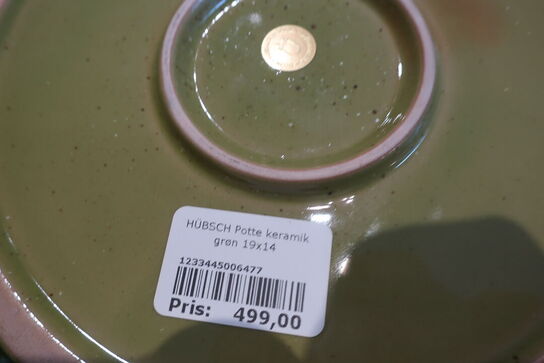 HÜBSCH Potte keramik
grøn 19x14
1233445006477
Pris: 499,00